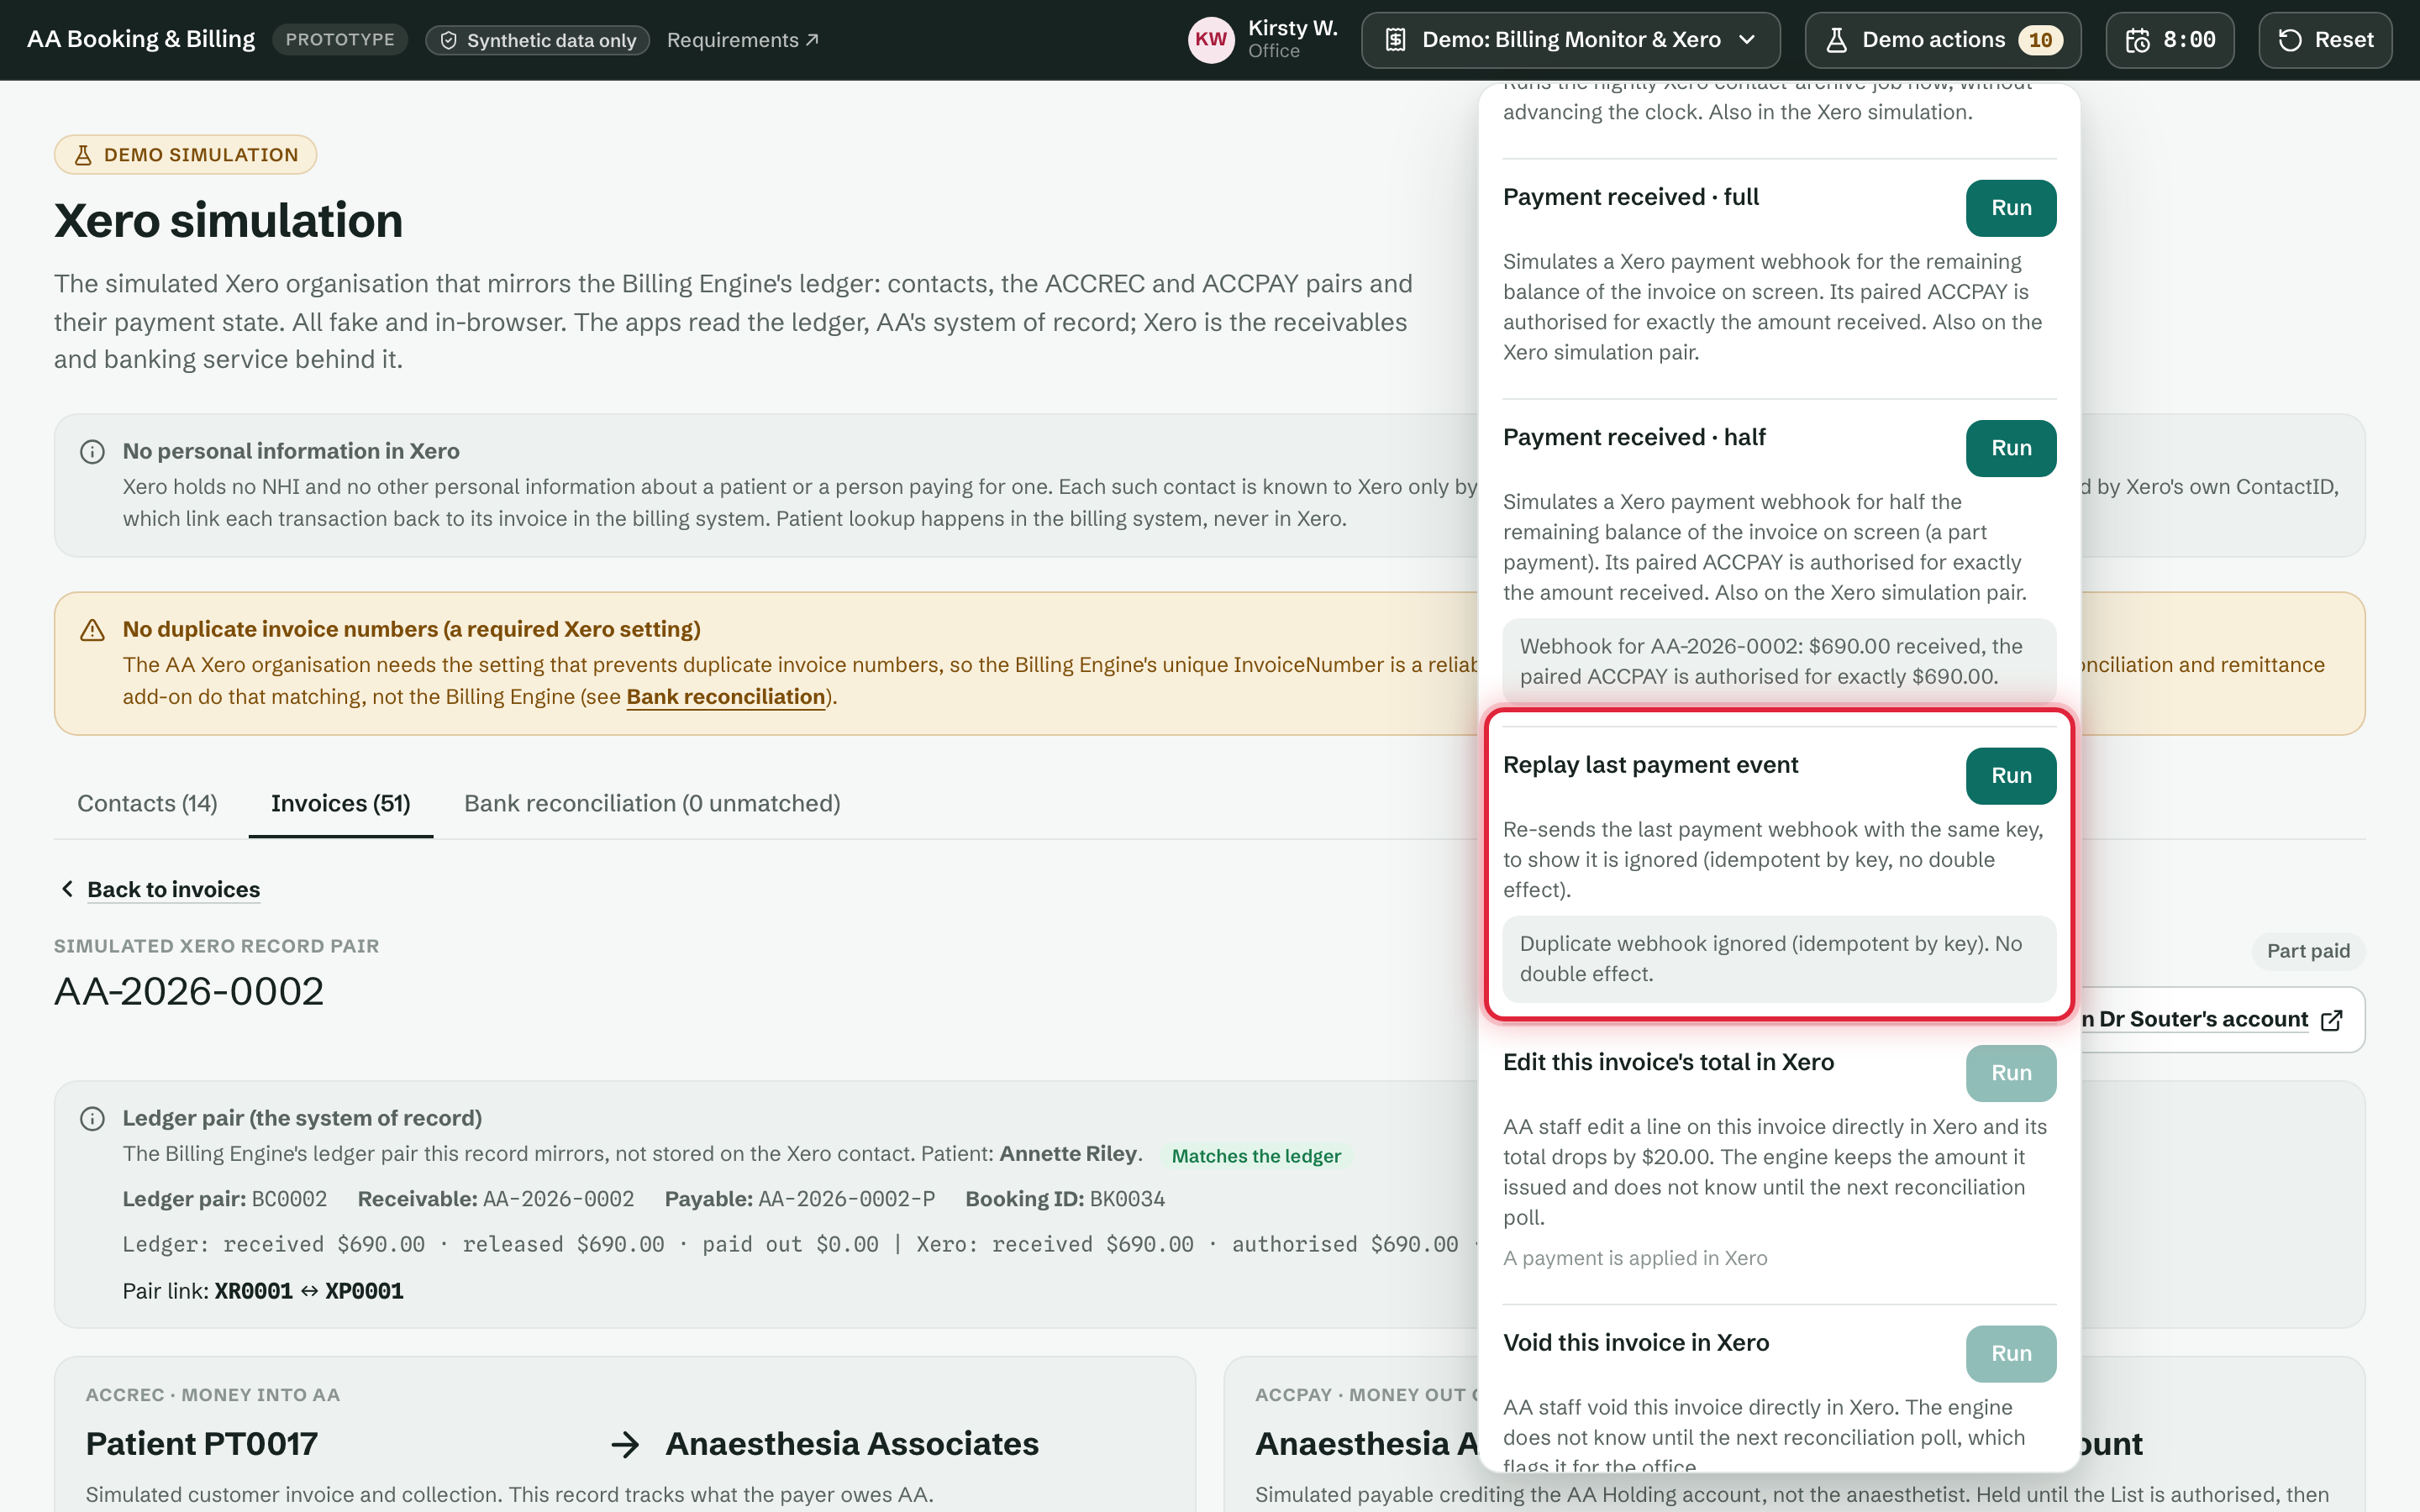 AA Booking & Billing PROTOTYPE Synthetic data only Requirements ↗ KW Kirsty W. Office Demo: Billing Monitor & Xero Demo actions 10 8:00 Reset
DEMO SIMULATION
Xero simulation
The simulated Xero organisation that mirrors the Billing Engine's ledger: contacts, the ACCREC and ACCPAY pairs and
their payment state. All fake and in-browser. The apps read the ledger, AA's system of record; Xero is the receivables
and banking service behind it.
No personal information in Xero
Xero holds no NHI and no other personal information about a patient or a person paying for one. Each such contact is known to Xero only by
d by Xero's own ContactID,
which link each transaction back to its invoice in the billing system. Patient lookup happens in the billing system, never in Xero.
No duplicate invoice numbers (a required Xero setting)
The AA Xero organisation needs the setting that prevents duplicate invoice numbers, so the Billing Engine's unique InvoiceNumber is a
and remittance
add-on do that matching, not the Billing Engine (see Bank reconciliation).
Contacts (14) Invoices (51) Bank reconciliation (0 unmatched)
Back to invoices
SIMULATED XERO RECORD PAIR
AA-2026-0002
Part paid
n Dr Souter's account
Ledger pair (the system of record)
The Billing Engine's ledger pair this record mirrors, not stored on the Xero contact. Patient: Annette Riley. Matches the ledger
Ledger pair: BC0002 Receivable: AA-2026-0002 Payable: AA-2026-0002-P Booking ID: BK0034
Ledger: received $690.00 · released $690.00 · paid out $0.00 | Xero: received $690.00 · authorised $690.00
Pair link: XR0001 ↔ XP0001
ACCREC · MONEY INTO AA
Patient PT0017 → Anaesthesia Associates
Simulated customer invoice and collection. This record tracks what the payer owes AA.
ACCPAY · MONEY OUT
Anaesthesia A
ount
Simulated payable crediting the AA Holding account, not the anaesthetist. Held until the List is authorised, then
Runs the nightly Xero contact-archive job now, without
advancing the clock. Also in the Xero simulation.
Payment received · full
Run
Simulates a Xero payment webhook for the remaining
balance of the invoice on screen. Its paired ACCPAY is
authorised for exactly the amount received. Also on the
Xero simulation pair.
Payment received · half
Run
Simulates a Xero payment webhook for half the
remaining balance of the invoice on screen (a part
payment). Its paired ACCPAY is authorised for exactly
the amount received. Also on the Xero simulation pair.
Webhook for AA-2026-0002: $690.00 received, the
paired ACCPAY is authorised for exactly $690.00.
Replay last payment event
Run
Re-sends the last payment webhook with the same key,
to show it is ignored (idempotent by key, no double
effect).
Duplicate webhook ignored (idempotent by key). No
double effect.
Edit this invoice's total in Xero
Run
AA staff edit a line on this invoice directly in Xero and its
total drops by $20.00. The engine keeps the amount it
issued and does not know until the next reconciliation
poll.
A payment is applied in Xero
Void this invoice in Xero
Run
AA staff void this invoice directly in Xero. The engine
does not know until the next reconciliation poll, which
flags it for the office.